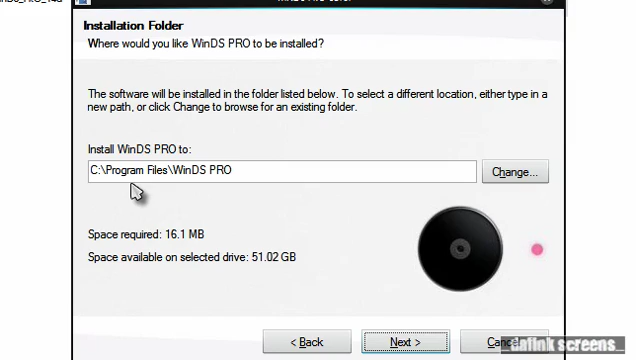 Installation Folder
Where would you like WinDS PRO to be installed?
The software will be installed in the folder listed below. To select a different location, either type in a
new path, or click Change to browse for an existing folder.
Install WinDS PRO to:
C:\Program Files\WinDS PRO
Change...
Space required: 16.1 MB
Space available on selected drive: 51.02 GB
< Back
Next >
screens_